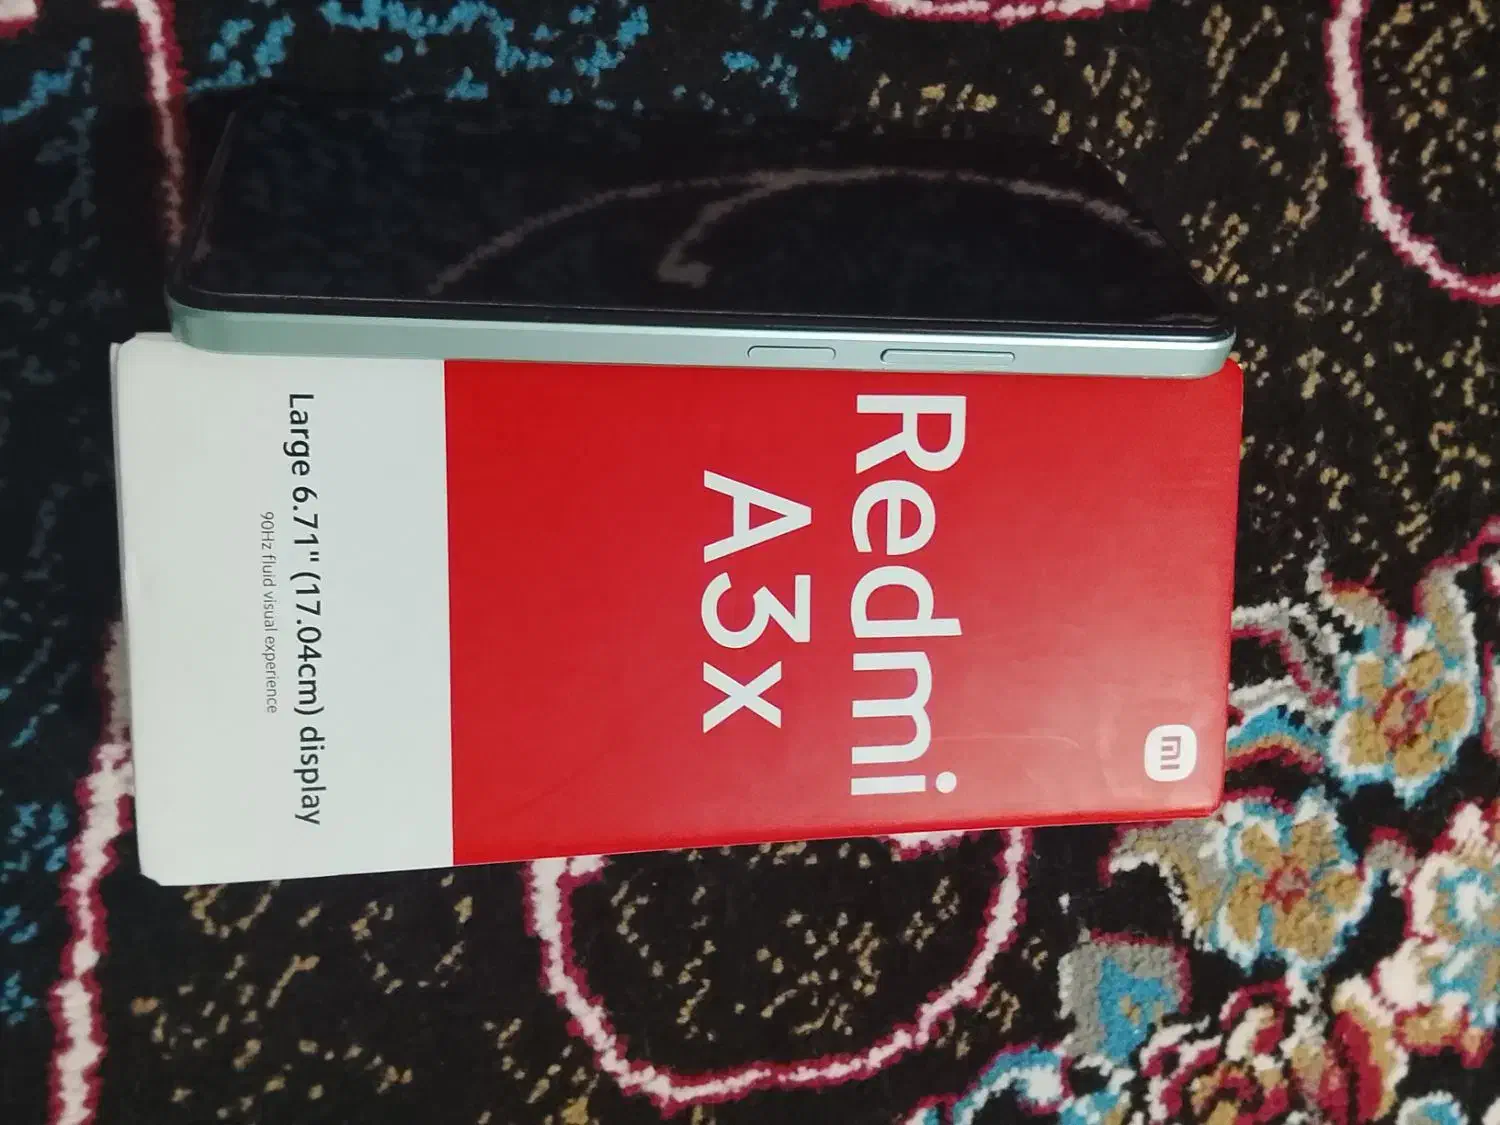 mi
Redmi
A3x
Large 6.71" (17.04cm) display
90Hz fluid visual experience